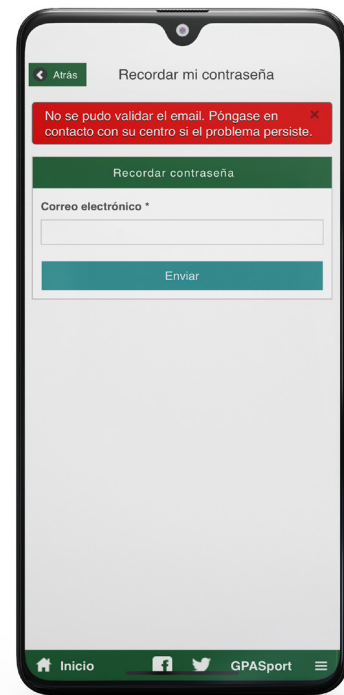 Atrás
Recordar mi contraseña
No se pudo validar el email. Póngase en
contacto con su centro si el problema persiste.
Recordar contraseña
Correo electrónico *
Enviar
Inicio
GPASport